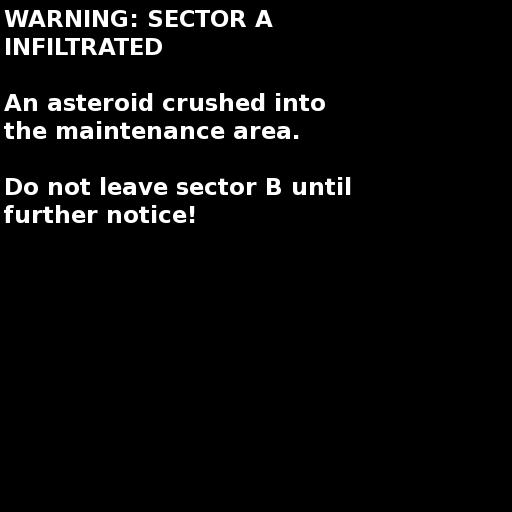 WARNING: SECTOR A
INFILTRATED
An asteroid crushed into
the maintenance area.
Do not leave sector B until
further notice!